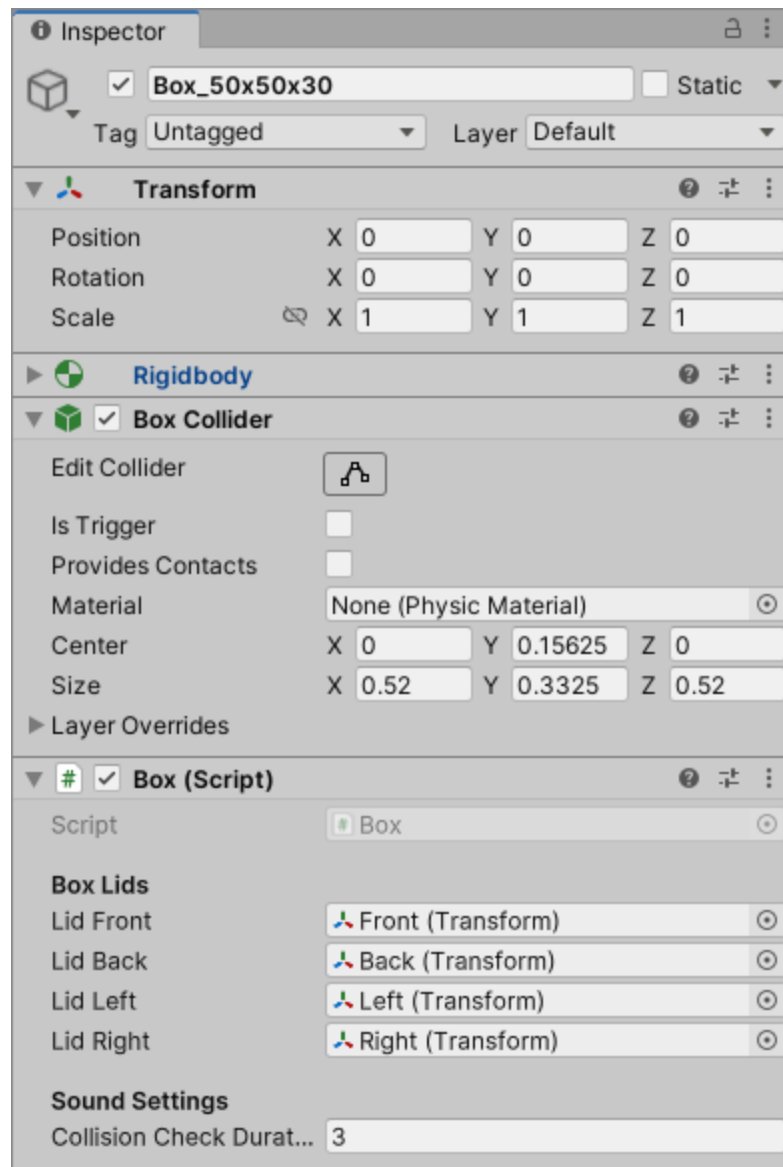 Inspector
Box_50x50x30 Static
Tag Untagged Layer Default
Transform
Position X 0 Y 0 Z 0
Rotation X 0 Y 0 Z 0
Scale X 1 Y 1 Z 1
Rigidbody
Box Collider
Edit Collider
Is Trigger
Provides Contacts
Material None (Physic Material)
Center X 0 Y 0.15625 Z 0
Size X 0.52 Y 0.3325 Z 0.52
Layer Overrides
# Box (Script)
Script # Box
Box Lids
Lid Front Front (Transform)
Lid Back Back (Transform)
Lid Left Left (Transform)
Lid Right Right (Transform)
Sound Settings
Collision Check Durat... 3